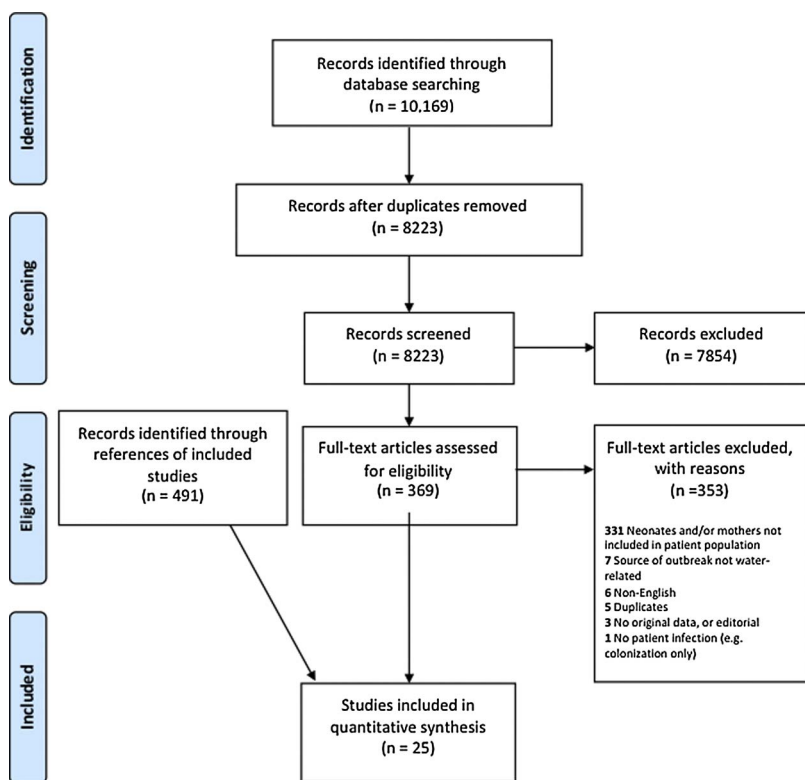 Identification
Records identified through
database searching
(n = 10,169)
Records after duplicates removed
(n = 8223)
Screening
Records screened
(n = 8223)
Records excluded
(n = 7854)
Eligibility
Records identified through
references of included
studies
(n = 491)
Full-text articles assessed
for eligibility
(n = 369)
Full-text articles excluded,
with reasons
(n =353)
331 Neonates and/or mothers not
included in patient population
7 Source of outbreak not water-
related
6 Non-English
5 Duplicates
3 No original data, or editorial
1 No patient infection (e.g.
colonization only)
Included
Studies included in
quantitative synthesis
(n = 25)